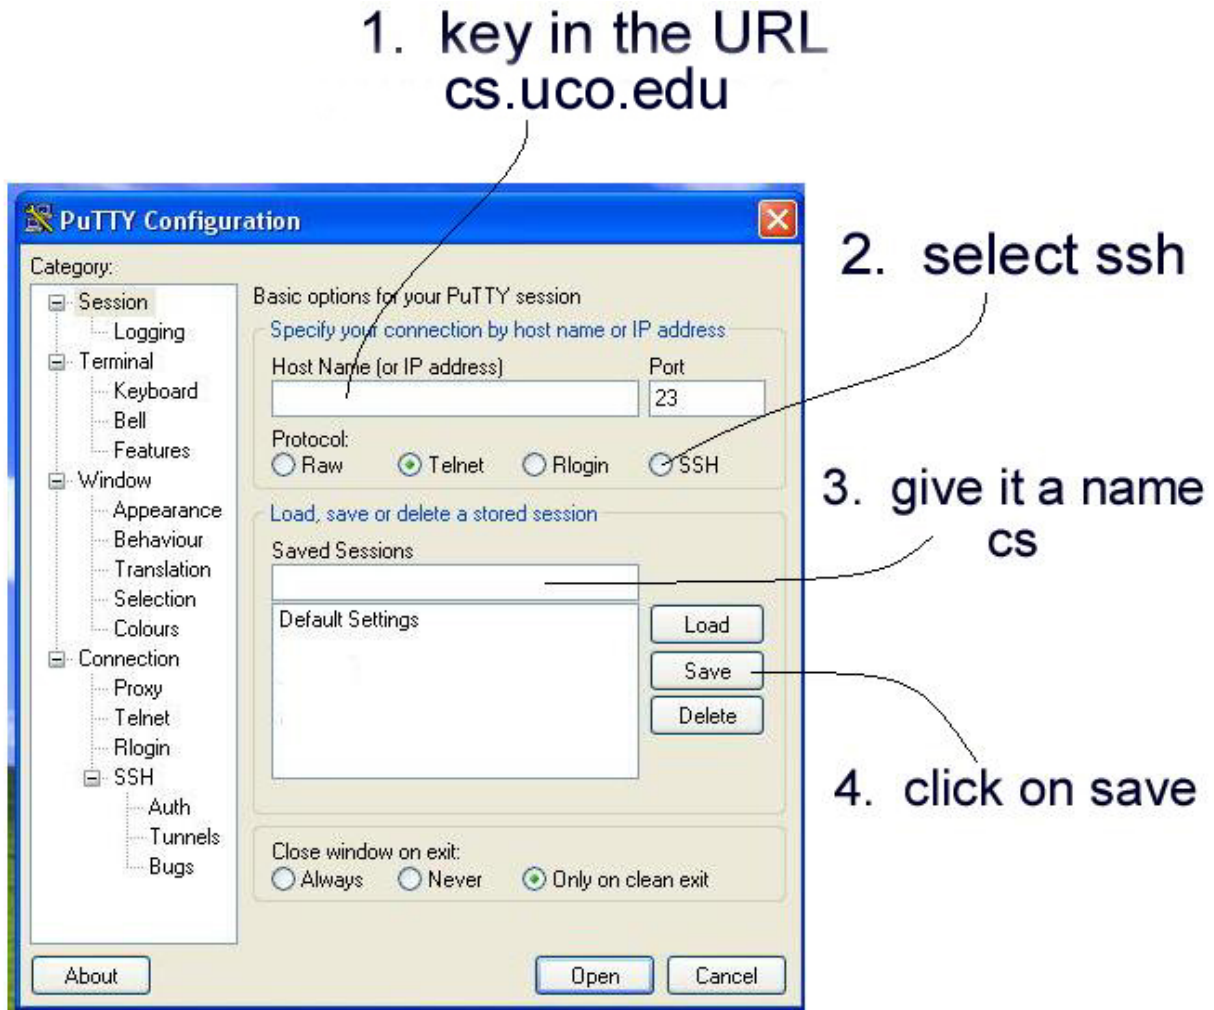 1. key in the URL
cs.uco.edu
PuTTY Configuration
2. select ssh
Category:
Session
Logging
Terminal
Keyboard
Bell
Features
Window
Appearance
Behaviour
Translation
Selection
Colours
Connection
Proxy
Telnet
Rlogin
SSH
Auth
Tunnels
Bugs
Basic options for your PuTTY session
Specify your connection by host name or IP address
Host Name (or IP address) Port
23
Protocol:
Raw Telnet Rlogin SSH
3. give it a name
cs
Load, save or delete a stored session
Saved Sessions
Default Settings
Load
Save
Delete
4. click on save
Close window on exit:
Always Never Only on clean exit
About Open Cancel